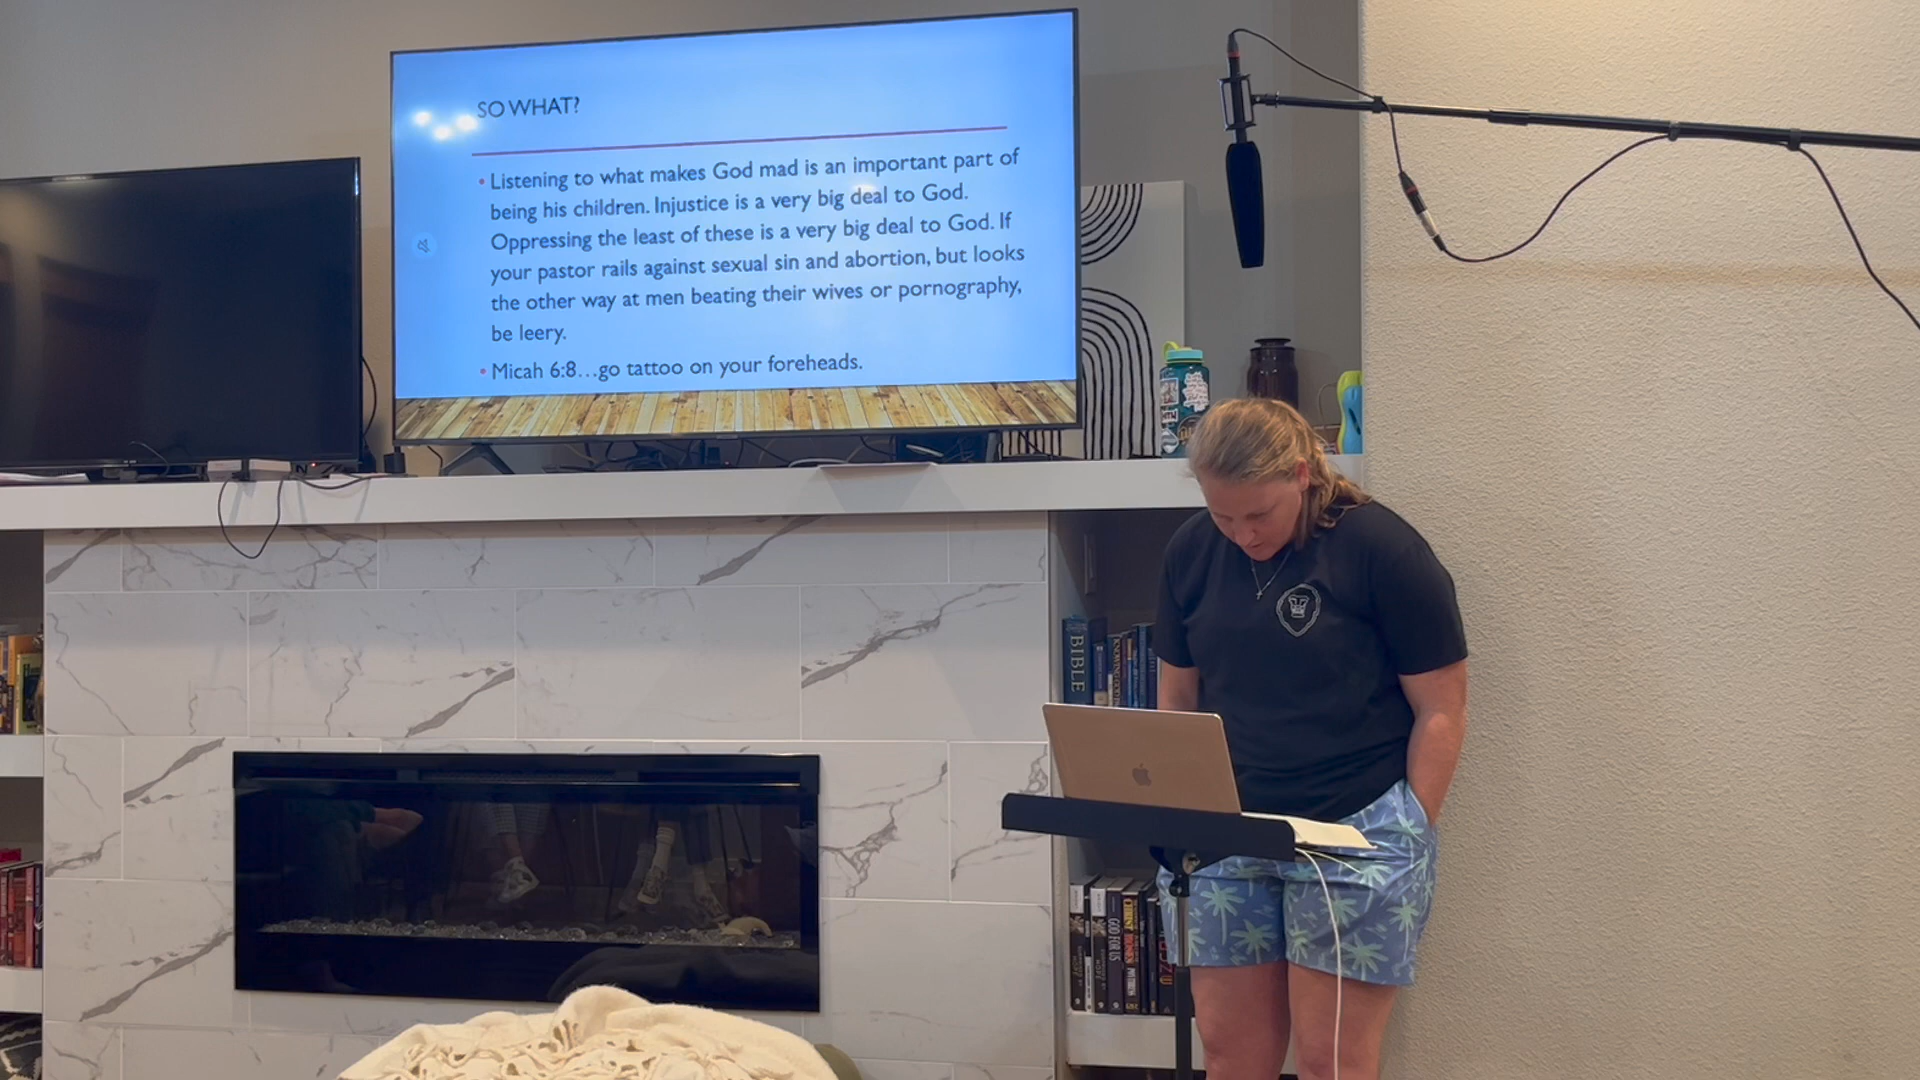 SO WHAT?
• Listening to what makes God mad is an important part of
being his children. Injustice is a very big deal to God.
Oppressing the least of these is a very big deal to God. If
your pastor rails against sexual sin and abortion, but looks
the other way at men beating their wives or pornography,
be leery.
• Micah 6:8...go tattoo on your foreheads.
BIBLE
KNOWING GOD
GOD FOR US